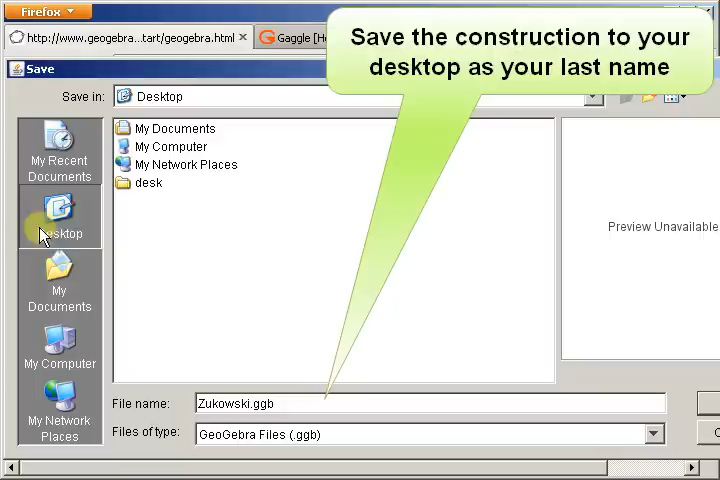 Firefox
http://www.geogebra...tart/geogebra.html
Gaggle [H
Save the construction to your
desktop as your last name
Save
Save in:
Desktop
My Recent
Documents
Desktop
My
Documents
My Computer
My Network
Places
My Documents
My Computer
My Network Places
desk
Preview Unavailable
File name:
Zukowski.ggb
Files of type:
GeoGebra Files (.ggb)